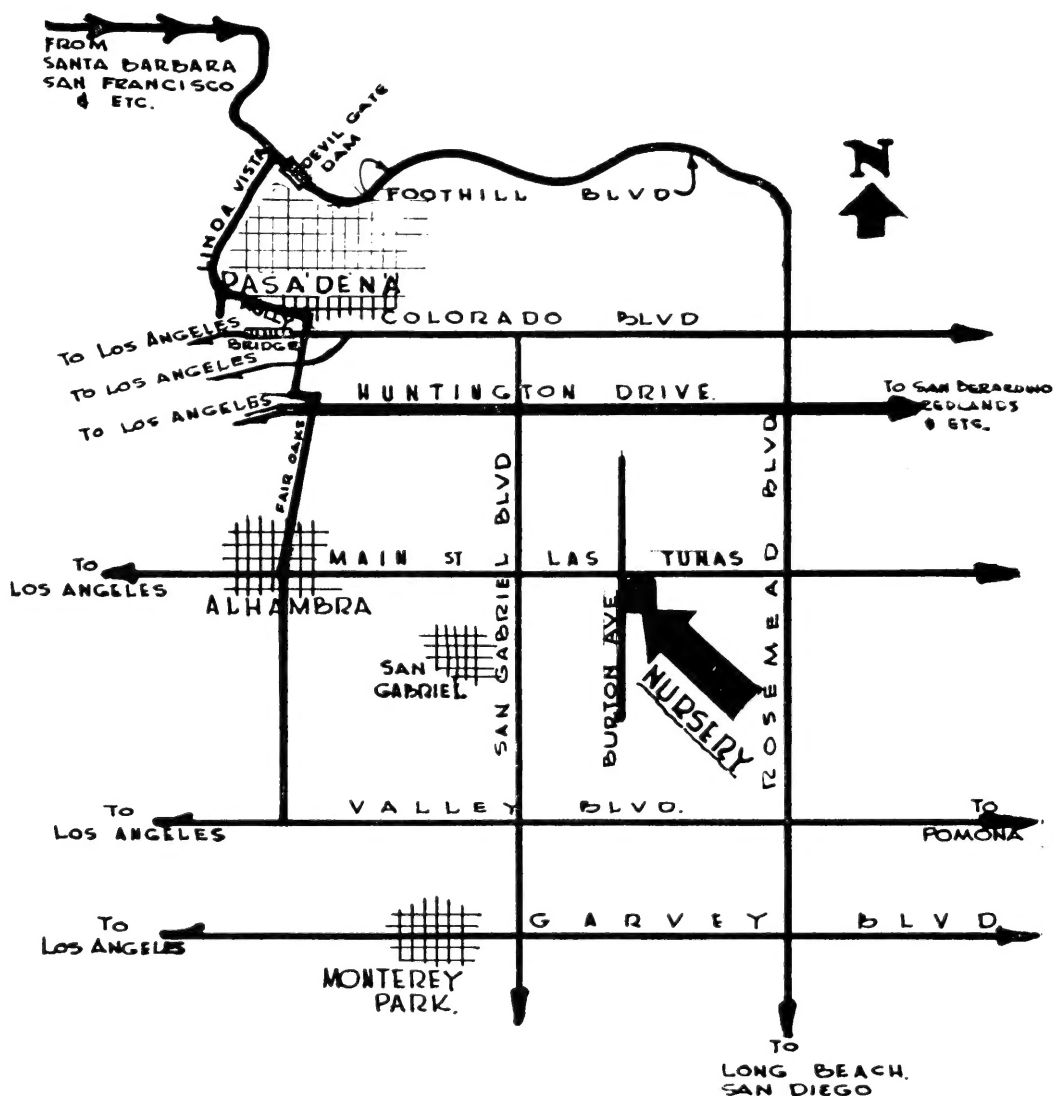 FROM
SANTA BARBARA
SAN FRANCISCO
& ETC.
DEVIL GATE
DAM
N
LINDA VISTA
FOOTHILL BLVD
PASADENA
HOLLY
COLORADO BLVD
TO LOS ANGELES
BRIDGE
TO LOS ANGELES
HUNTINGTON DRIVE.
TO SAN BERARDINO
REDLANDS
& ETC.
TO LOS ANGELES
FAIR OAKS
SAN GABRIEL BLVD
ROSEMEAD BLVD
MAIN ST LAS TUNAS
TO
LOS ANGELES
ALHAMBRA
BURTON AVE.
SAN
GABRIEL
NURSERY
TO
LOS ANGELES
VALLEY BLVD.
TO
POMONA
TO
LOS ANGELES
GARVEY BLVD
MONTEREY
PARK.
TO
LONG BEACH.
SAN DIEGO